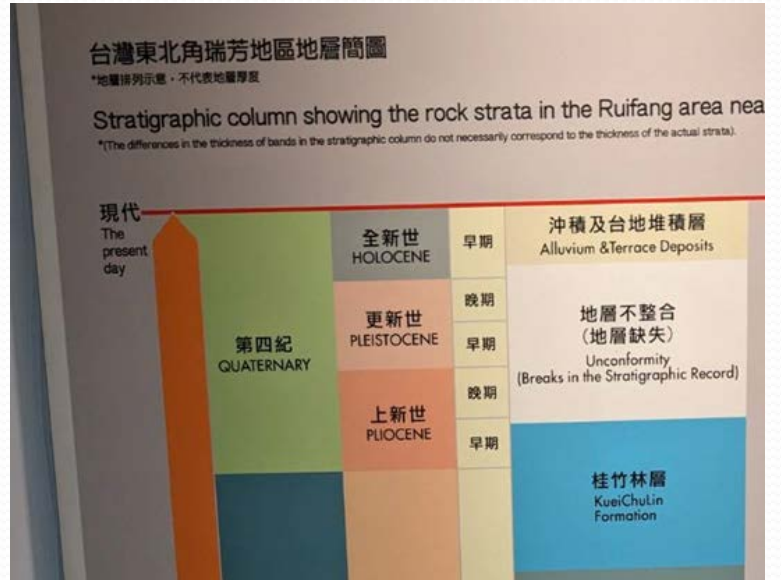 台灣東北角瑞芳地區地層簡圖
*地層排列示意，不代表地層厚度
Stratigraphic column showing the rock strata in the Ruifang area nea
*(The differences in the thickness of bands in the stratigraphic column do not necessarily correspond to the thickness of the actual strata).
現代
The
present
day
第四紀
QUATERNARY
全新世
HOLOCENE
早期
沖積及台地堆積層
Alluvium &Terrace Deposits
更新世
PLEISTOCENE
晚期
早期
地層不整合
（地層缺失）
Unconformity
(Breaks in the Stratigraphic Record)
上新世
PLIOCENE
晚期
早期
桂竹林層
KueiChuLin
Formation